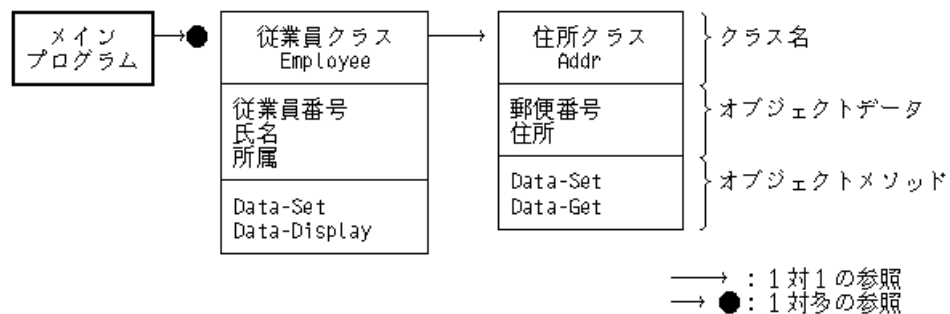 メイン
プログラム
従業員クラス
Employee
従業員番号
氏名
所属
Data-Set
Data-Display
住所クラス
Addr
郵便番号
住所
Data-Set
Data-Get
クラス名
オブジェクトデータ
オブジェクトメソッド
：１対１の参照
：１対多の参照